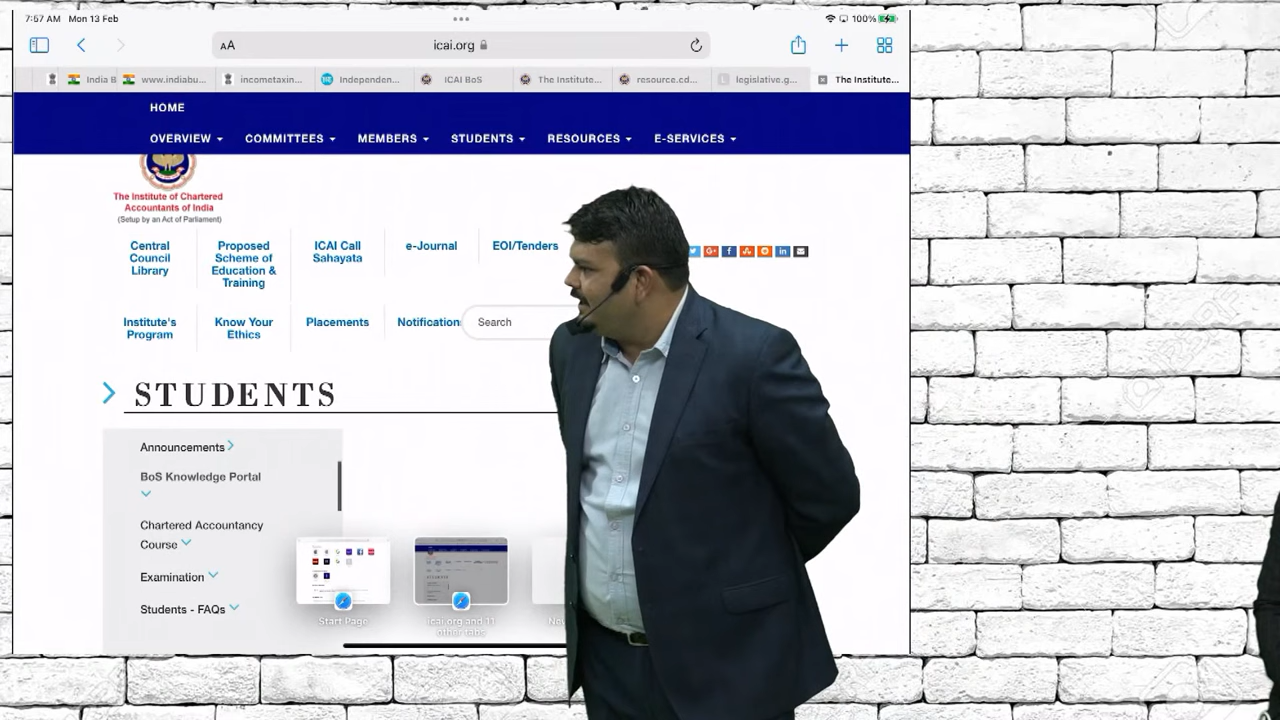 7:57 AM Mon 13 Feb
100%
AA
icai.org
India B
www.indiabu...
incometaxin...
Independen...
ICAI BoS
The Institute...
resource.cd...
legislative.g...
The Institute...
HOME
OVERVIEW COMMITTEES MEMBERS STUDENTS RESOURCES E-SERVICES
The Institute of Chartered
Accountants of India
(Setup by an Act of Parliament)
Central
Council
Library
Proposed
Scheme of
Education &
Training
ICAI Call
Sahayata
e-Journal
EOI/Tenders
Institute's
Program
Know Your
Ethics
Placements
Notification
Search
STUDENTS
Announcements
BoS Knowledge Portal
Chartered Accountancy
Course
Examination
Students - FAQs
Start Page
icai.org and 11
other tabs